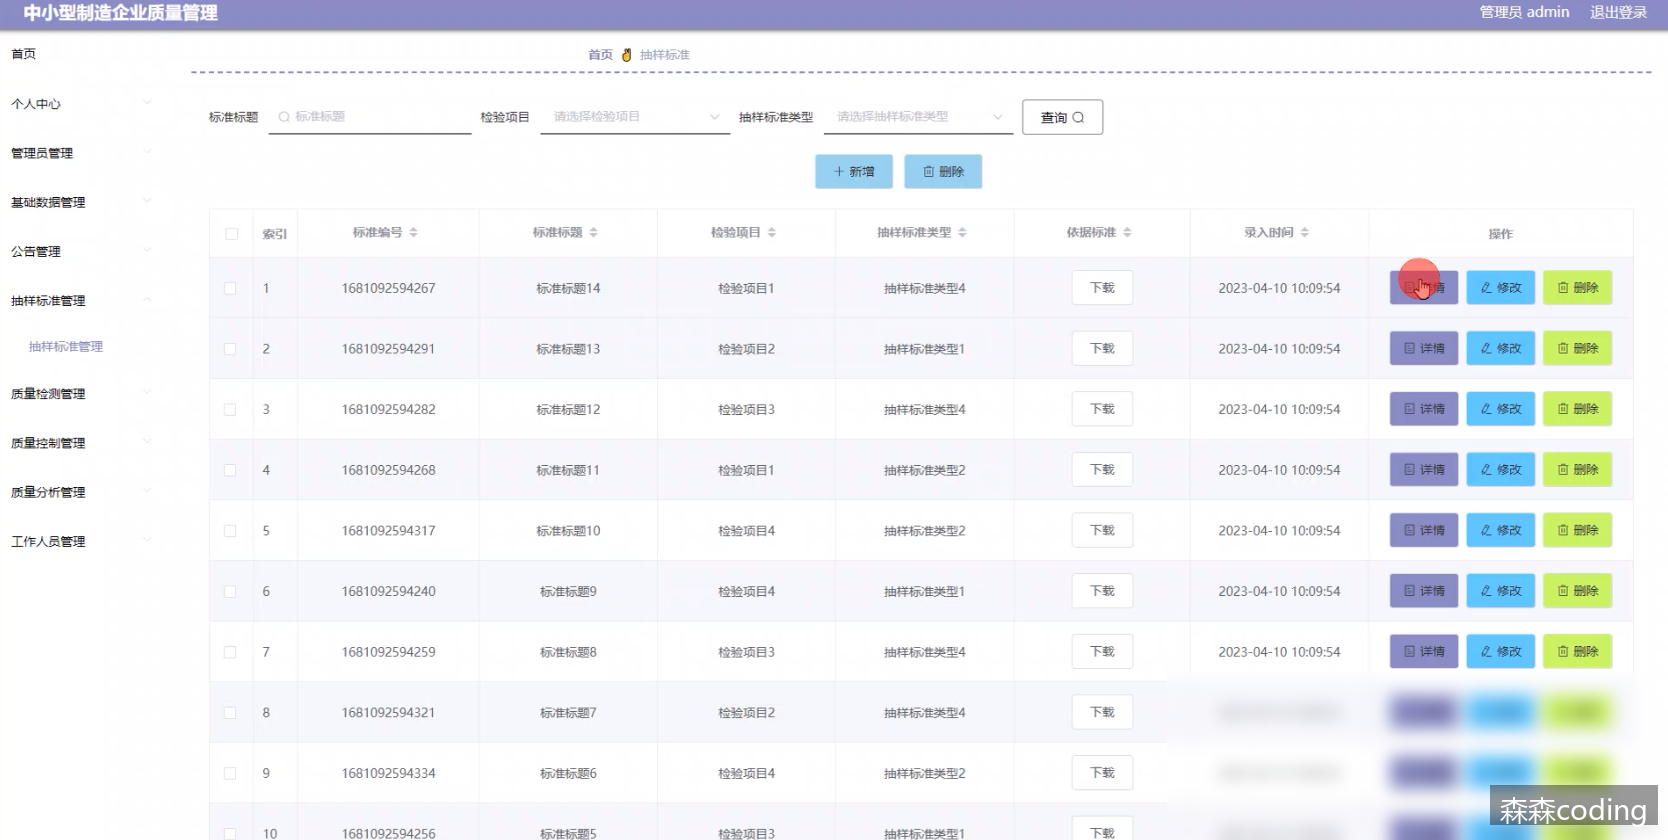 中小型制造企业质量管理
管理员 admin 退出登录
首页
首页 抽样标准
个人中心
管理员管理
基础数据管理
公告管理
抽样标准管理
抽样标准管理
质量检测管理
质量控制管理
质量分析管理
工作人员管理
标准标题 标准标题 检验项目 请选择检验项目 抽样标准类型 请选择抽样标准类型 查询
新增 删除
索引 标准编号 标准标题 检验项目 抽样标准类型 依据标准 录入时间 操作
1 1681092594267 标准标题14 检验项目1 抽样标准类型4 下载 2023-04-10 10:09:54 情 修改 删除
2 1681092594291 标准标题13 检验项目2 抽样标准类型1 下载 2023-04-10 10:09:54 详情 修改 删除
3 1681092594282 标准标题12 检验项目3 抽样标准类型4 下载 2023-04-10 10:09:54 详情 修改 删除
4 1681092594268 标准标题11 检验项目1 抽样标准类型2 下载 2023-04-10 10:09:54 详情 修改 删除
5 1681092594317 标准标题10 检验项目4 抽样标准类型2 下载 2023-04-10 10:09:54 详情 修改 删除
6 1681092594240 标准标题9 检验项目4 抽样标准类型1 下载 2023-04-10 10:09:54 详情 修改 删除
7 1681092594259 标准标题8 检验项目3 抽样标准类型4 下载 2023-04-10 10:09:54 详情 修改 删除
8 1681092594321 标准标题7 检验项目2 抽样标准类型4 下载
9 1681092594334 标准标题6 检验项目4 抽样标准类型2 下载
10 1681092594256 标准标题5 检验项目3 抽样标准类型1 下载
森森coding